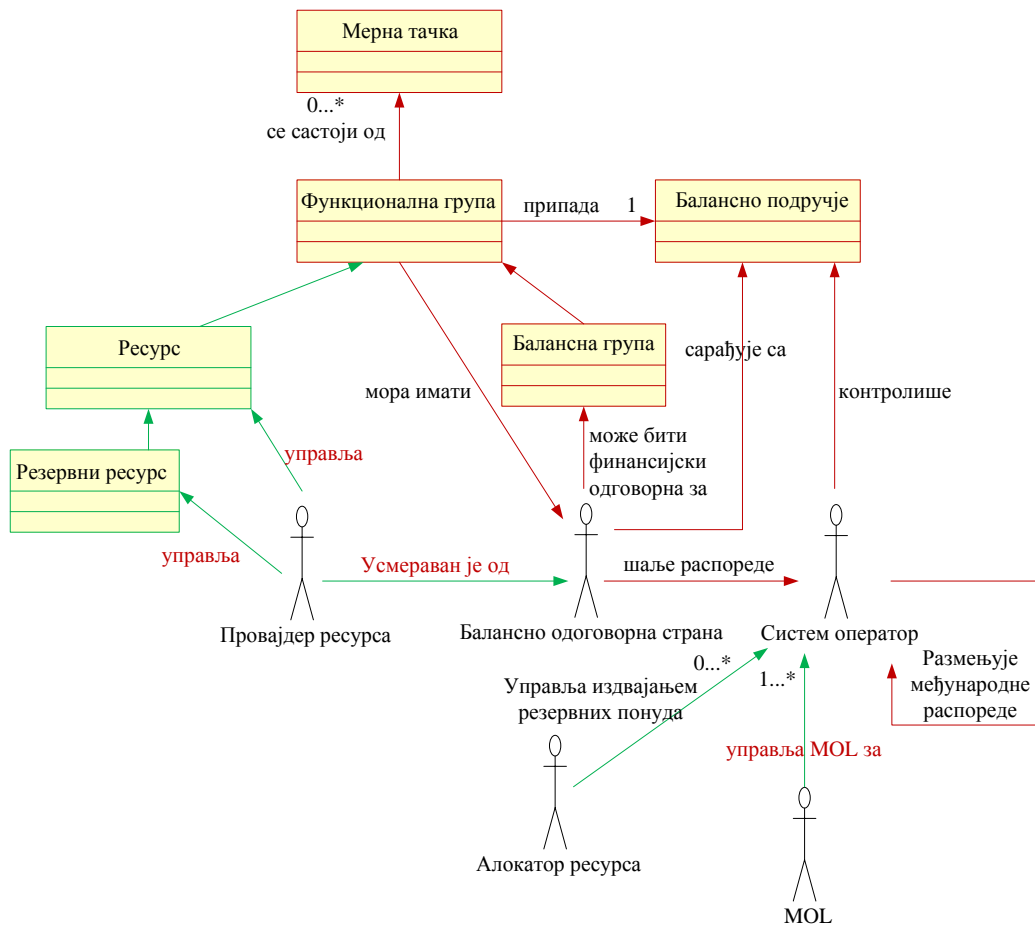 Мерна тачка
0...*
се састоји од
Функционална група
припада
1
Балансно подручје
Ресурс
Балансна група
сарађује са
мора имати
контролише
Резервни ресурс
управља
може бити
финансијски
одговорна за
управља
Усмераван је од
шаље распореде
Провајдер ресурса
Балансно одоговорна страна
Систем оператор
0...*
1...*
Размењује
међународне
распореде
Управља издвајањем
резервних понуда
управља MOL за
Алокатор ресурса
MOL